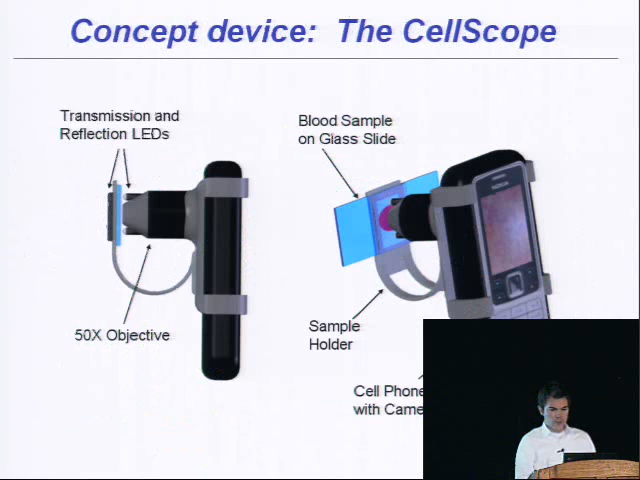 Concept device: The CellScope
Transmission and
Reflection LEDs
Blood Sample
on Glass Slide
NOKIA
50X Objective
Sample
Holder
Cell Phone
with Came